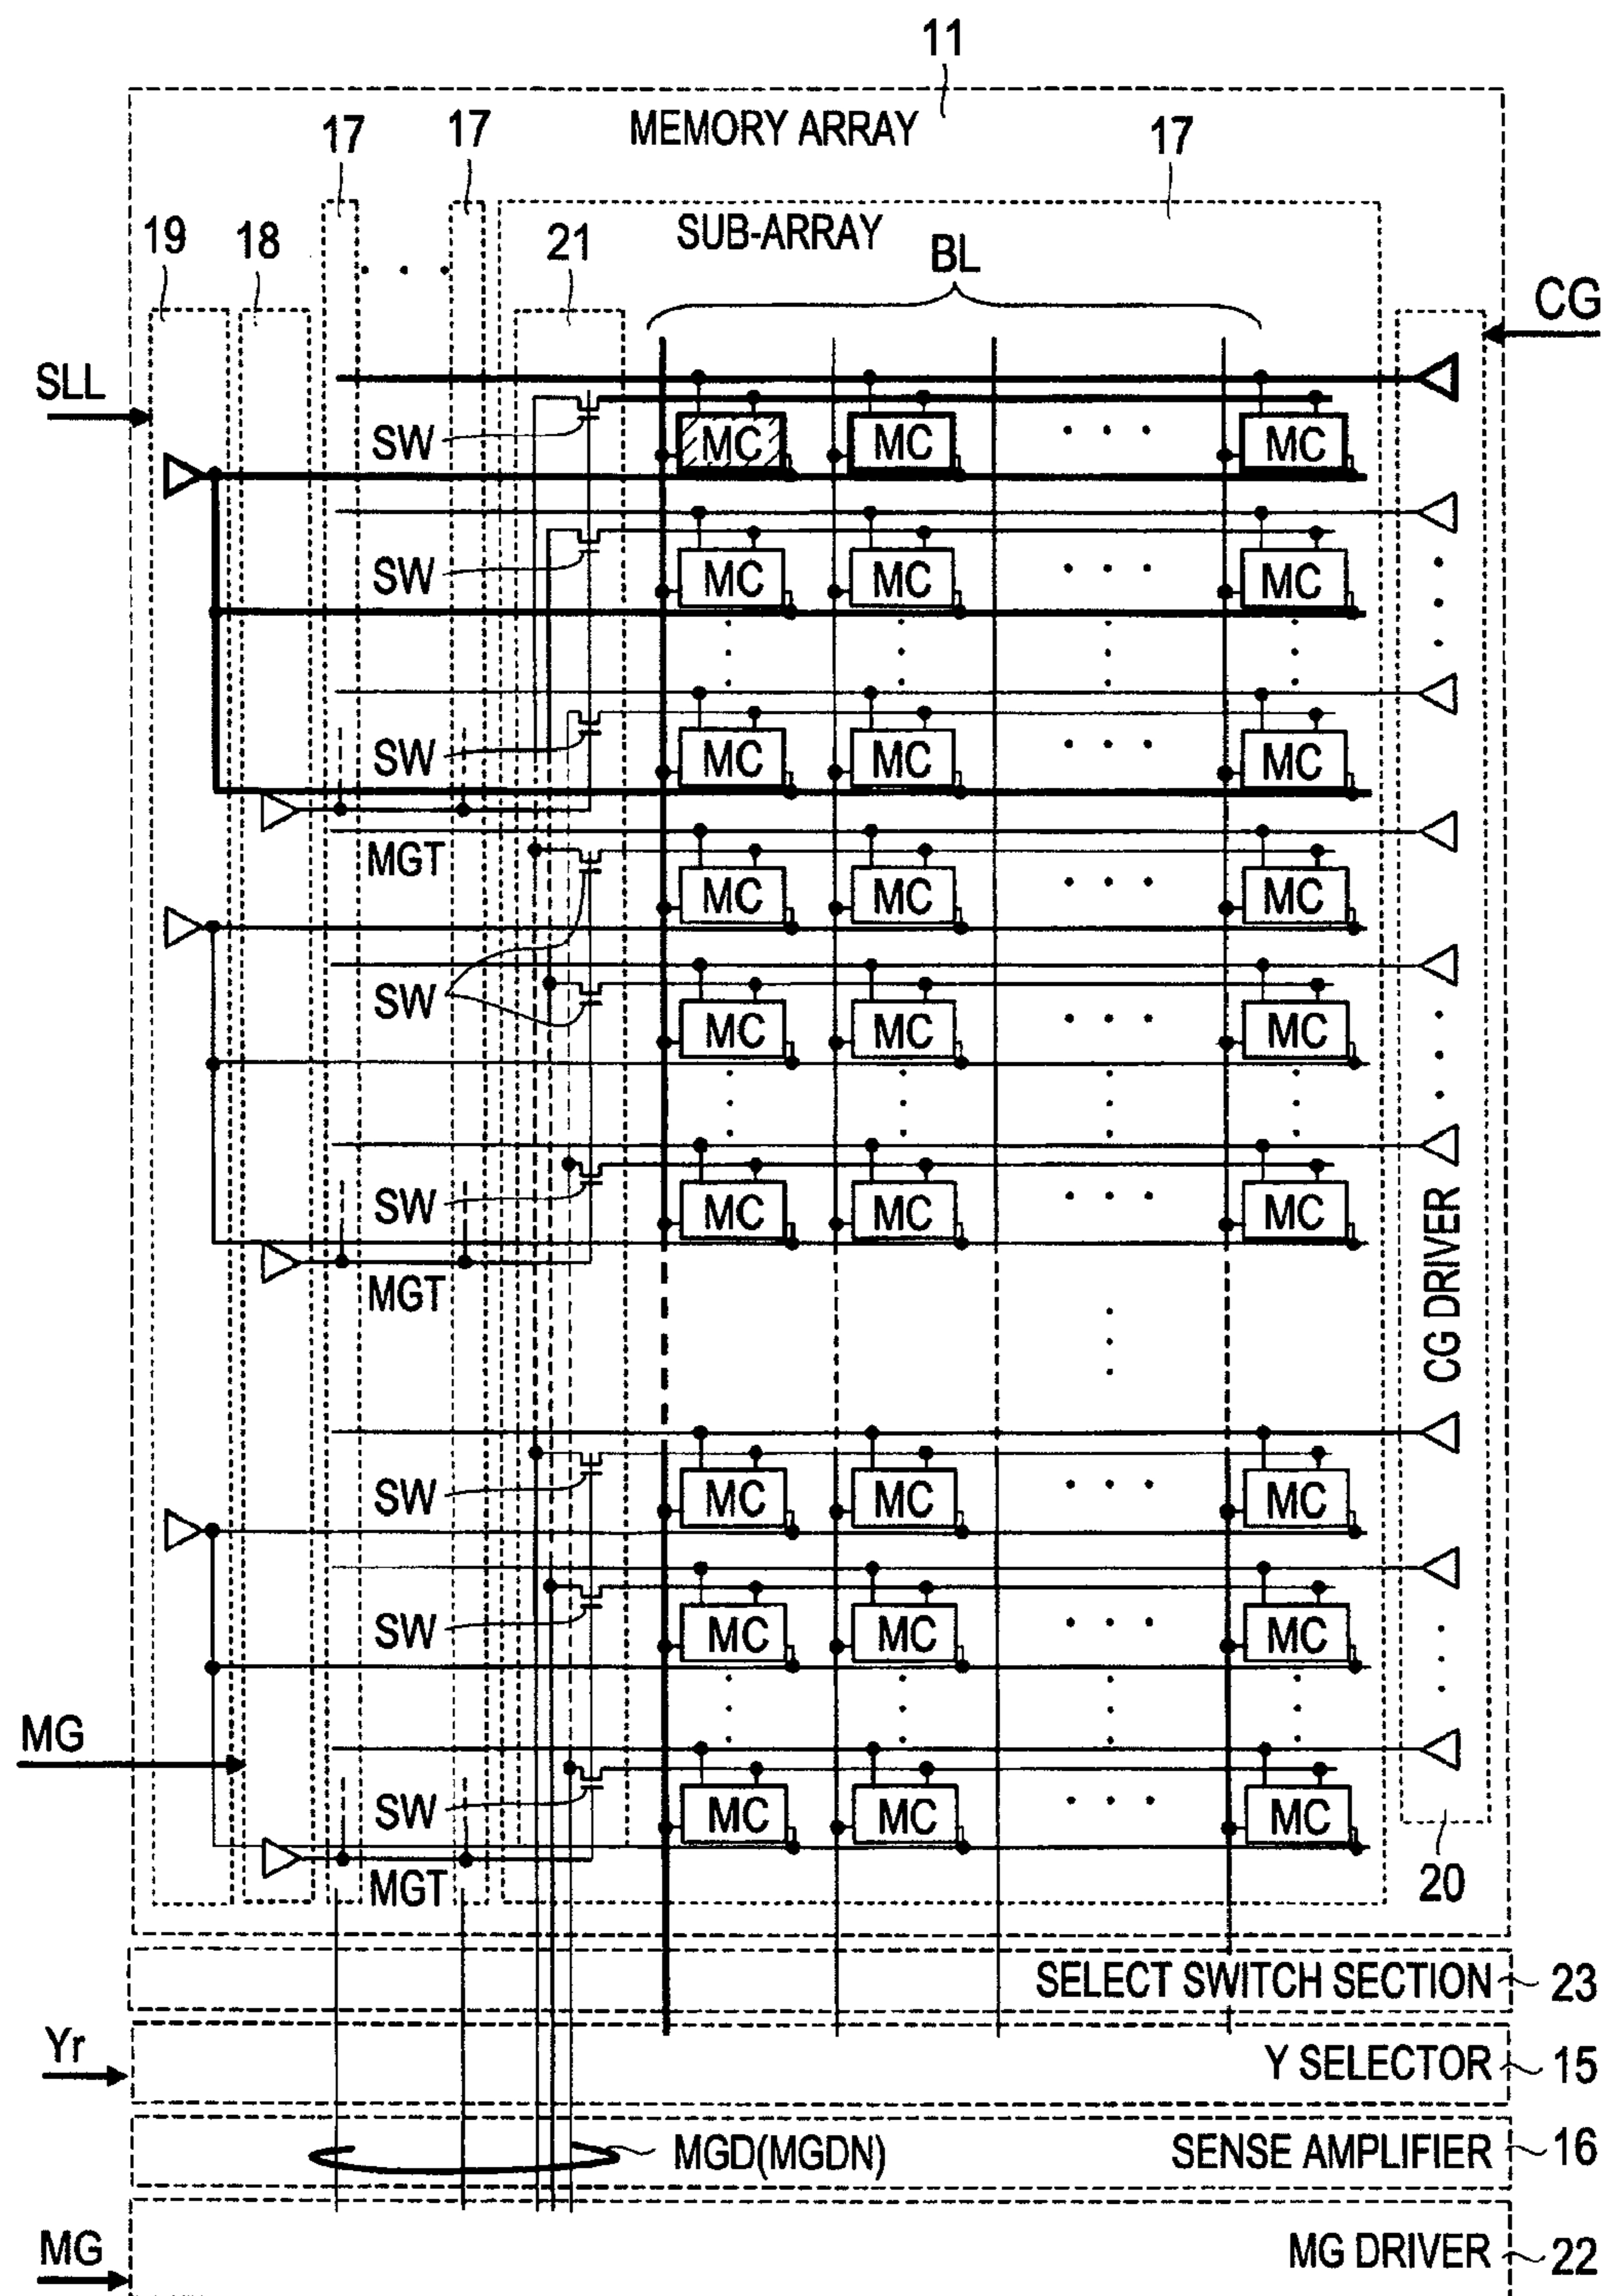 11
MEMORY ARRAY
17
17
17
19
18
21
SUB-ARRAY
BL
CG
SLL
SW
MC
MC
MC
SW
MC
MC
MC
SW
MC
MC
MC
MGT
MC
MC
MC
SW
MC
MC
MC
SW
MC
MC
MC
MGT
CG DRIVER
SW
MC
MC
MC
SW
MC
MC
MC
MG
SW
MC
MC
MC
MGT
20
SELECT SWITCH SECTION
23
Yr
Y SELECTOR
15
MGD(MGDN)
SENSE AMPLIFIER
16
MG
MG DRIVER
22